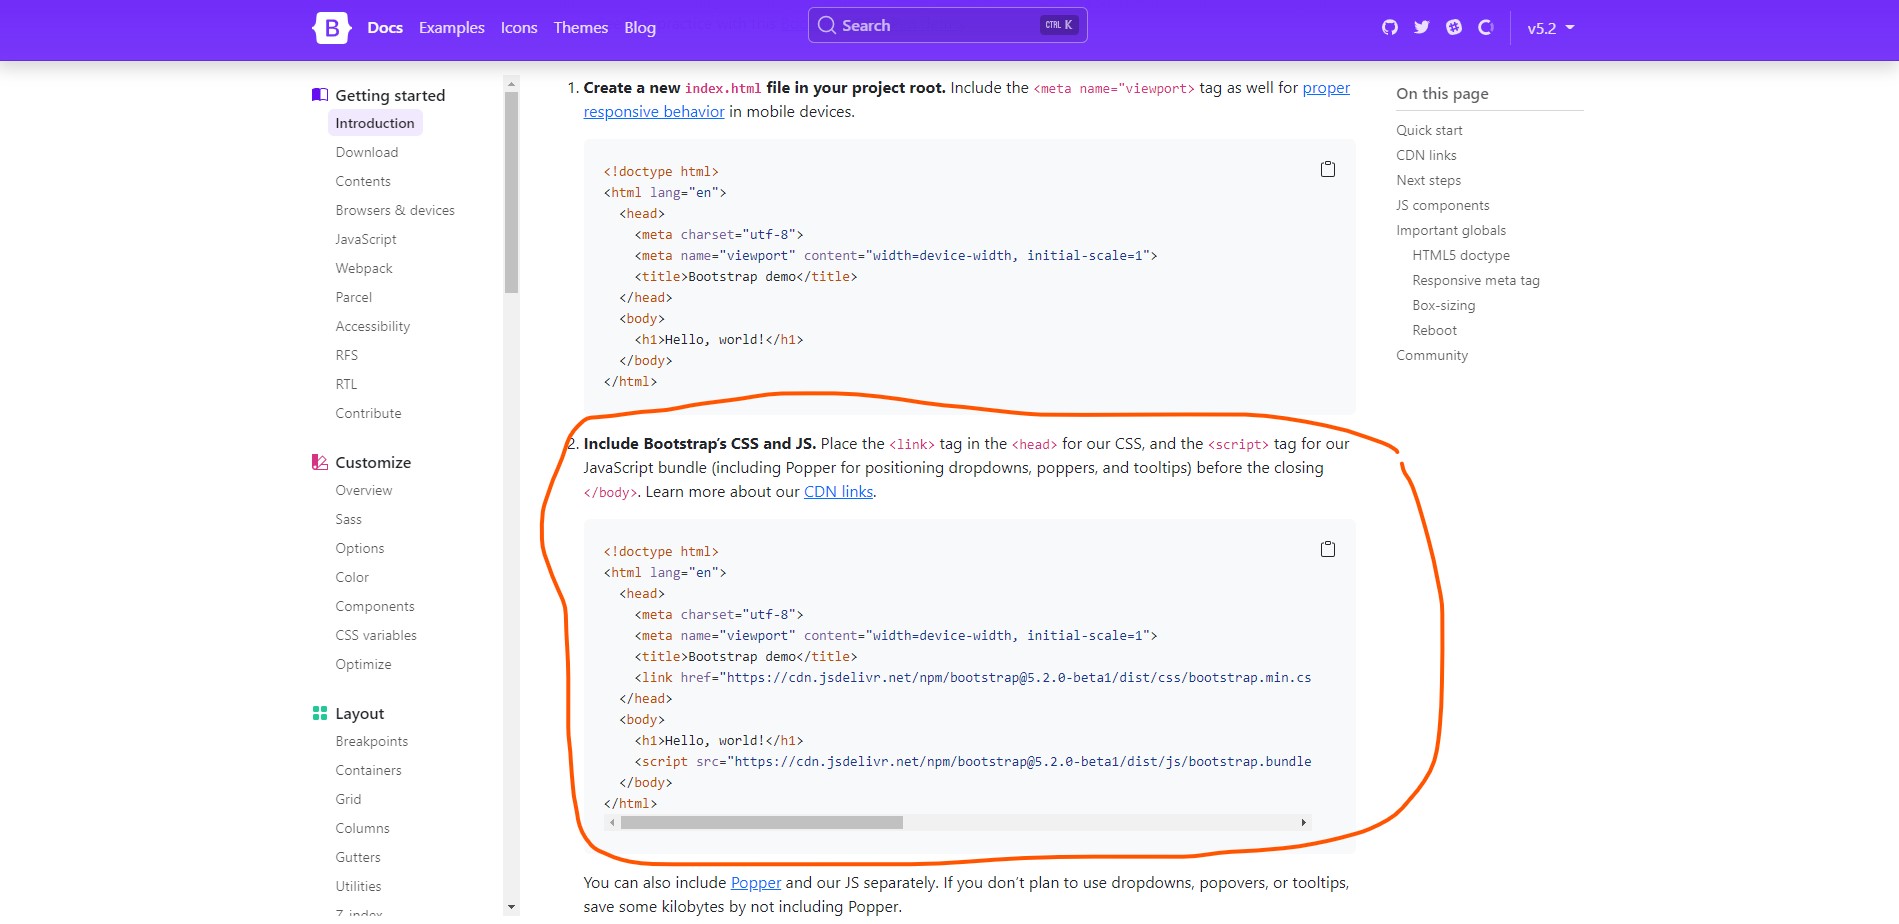 B Docs Examples Icons Themes Blog
Search CTRL K
v5.2
Getting started
Introduction
Download
Contents
Browsers & devices
JavaScript
Webpack
Parcel
Accessibility
RFS
RTL
Contribute
Customize
Overview
Sass
Options
Color
Components
CSS variables
Optimize
Layout
Breakpoints
Containers
Grid
Columns
Gutters
Utilities
Z-index
1. Create a new index.html file in your project root. Include the <meta name="viewport"> tag as well for proper
responsive behavior in mobile devices.
<!doctype html>
<html lang="en">
<head>
<meta charset="utf-8">
<meta name="viewport" content="width=device-width, initial-scale=1">
<title>Bootstrap demo</title>
</head>
<body>
<h1>Hello, world!</h1>
</body>
</html>
2. Include Bootstrap's CSS and JS. Place the <link> tag in the <head> for our CSS, and the <script> tag for our
JavaScript bundle (including Popper for positioning dropdowns, poppers, and tooltips) before the closing
</body>. Learn more about our CDN links.
<!doctype html>
<html lang="en">
<head>
<meta charset="utf-8">
<meta name="viewport" content="width=device-width, initial-scale=1">
<title>Bootstrap demo</title>
<link href="https://cdn.jsdelivr.net/npm/bootstrap@5.2.0-beta1/dist/css/bootstrap.min.cs
</head>
<body>
<h1>Hello, world!</h1>
<script src="https://cdn.jsdelivr.net/npm/bootstrap@5.2.0-beta1/dist/js/bootstrap.bundle
</body>
</html>
You can also include Popper and our JS separately. If you don't plan to use dropdowns, popovers, or tooltips,
save some kilobytes by not including Popper.
On this page
Quick start
CDN links
Next steps
JS components
Important globals
HTML5 doctype
Responsive meta tag
Box-sizing
Reboot
Community